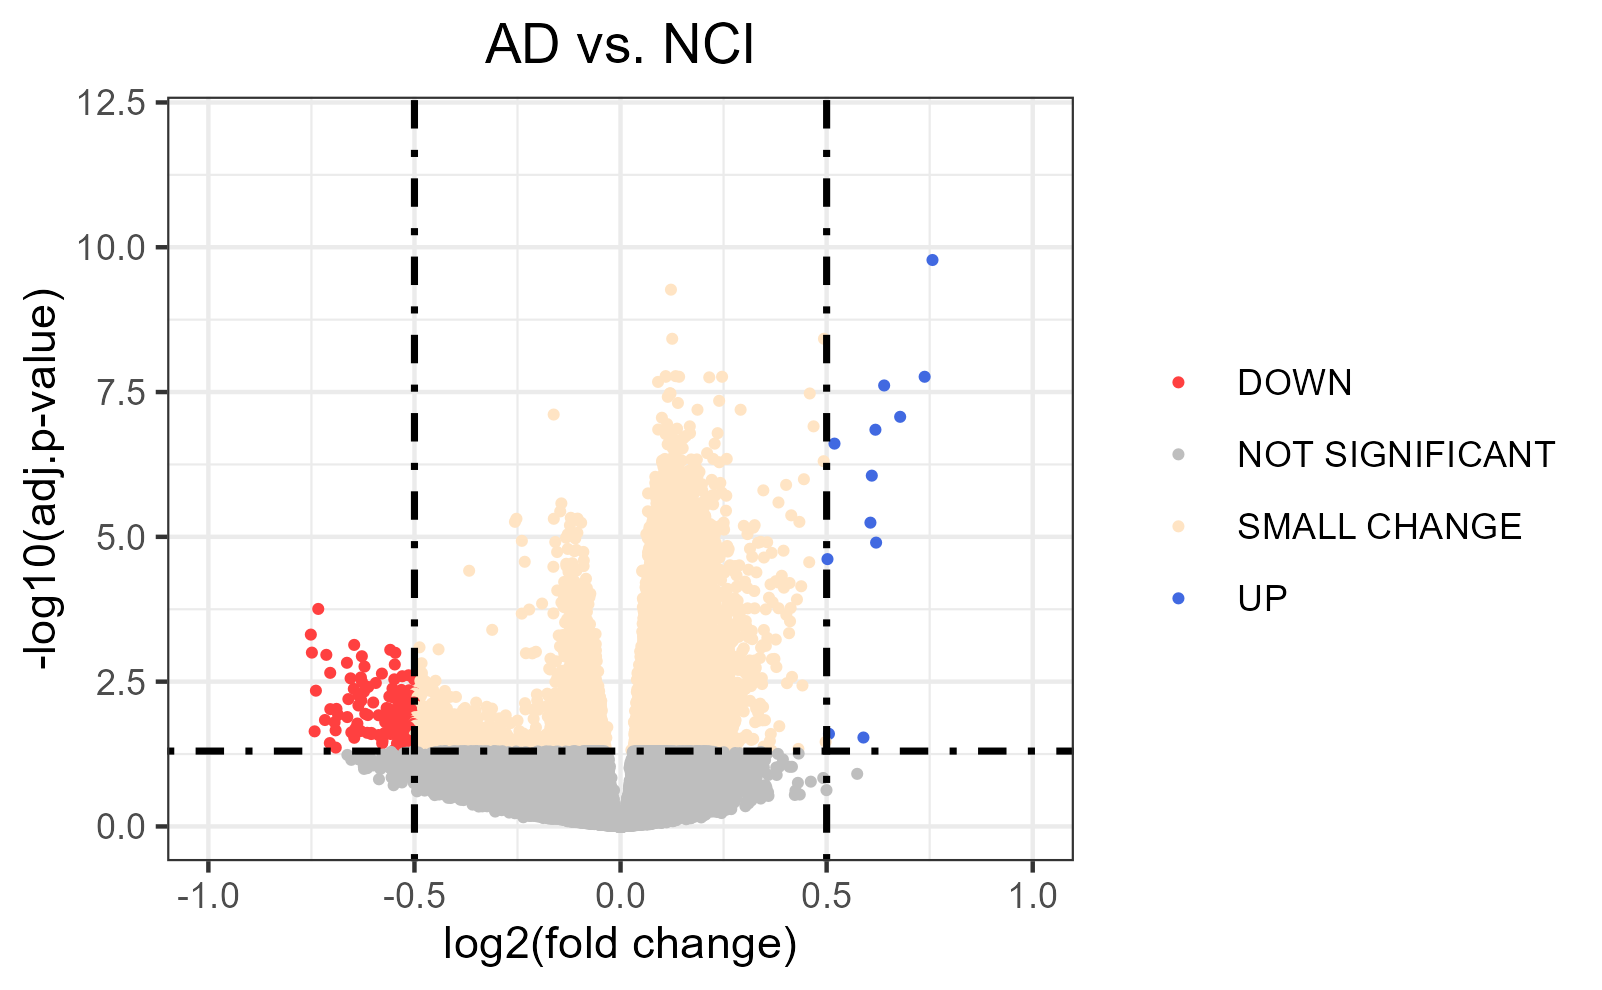 AD vs. NCI
-log10(adj.p-value)
12.5
10.0
7.5
5.0
2.5
0.0
-1.0 -0.5 0.0 0.5 1.0
log2(fold change)
DOWN
NOT SIGNIFICANT
SMALL CHANGE
UP